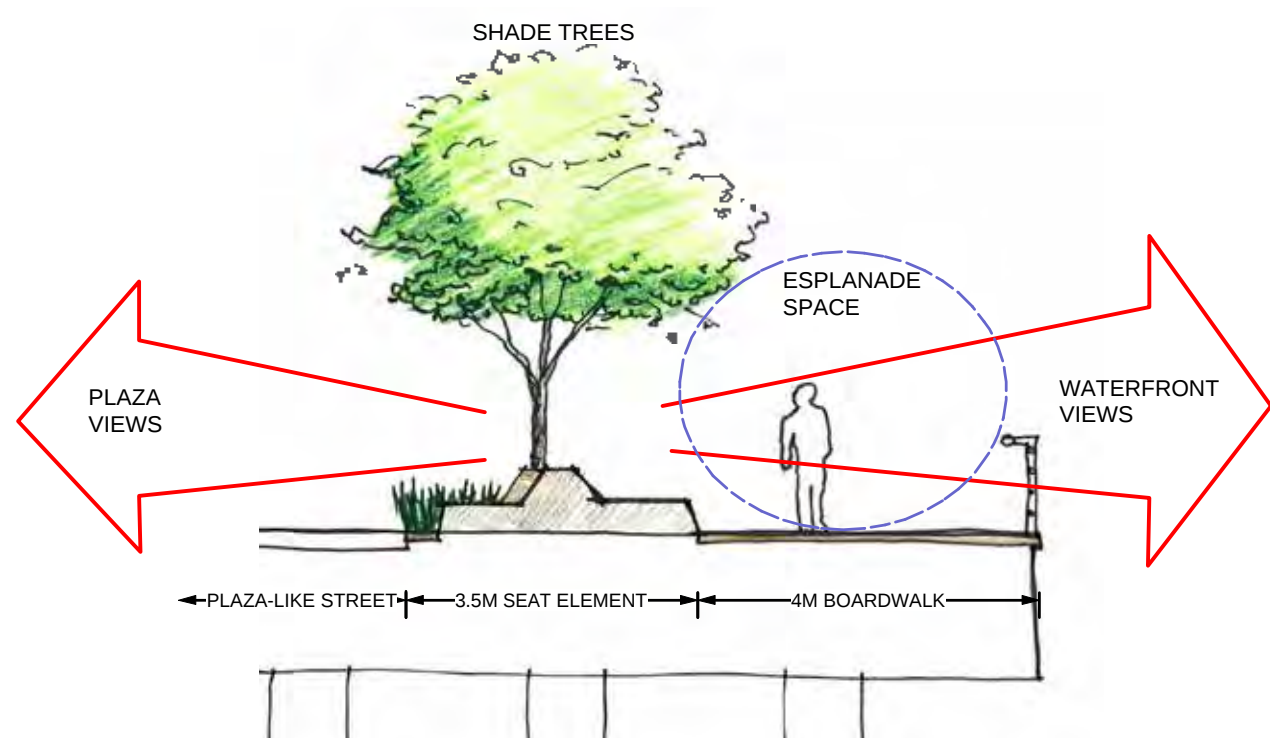 SHADE TREES
ESPLANADE
SPACE
PLAZA
VIEWS
WATERFRONT
VIEWS
PLAZA-LIKE STREET
3.5M SEAT ELEMENT
4M BOARDWALK